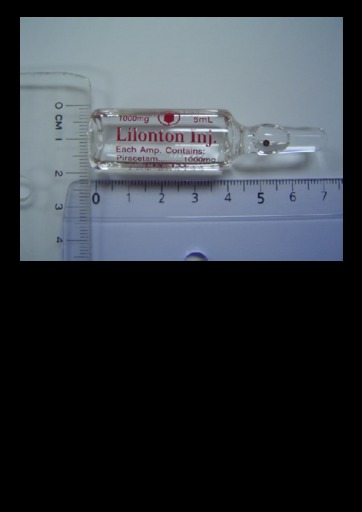 1000mg 5mL
Lilonton Inj.
Each Amp. Contains:
Piracetam.....1000mg
0 CM 1 2 3 4
0 1 2 3 4 5 6 7